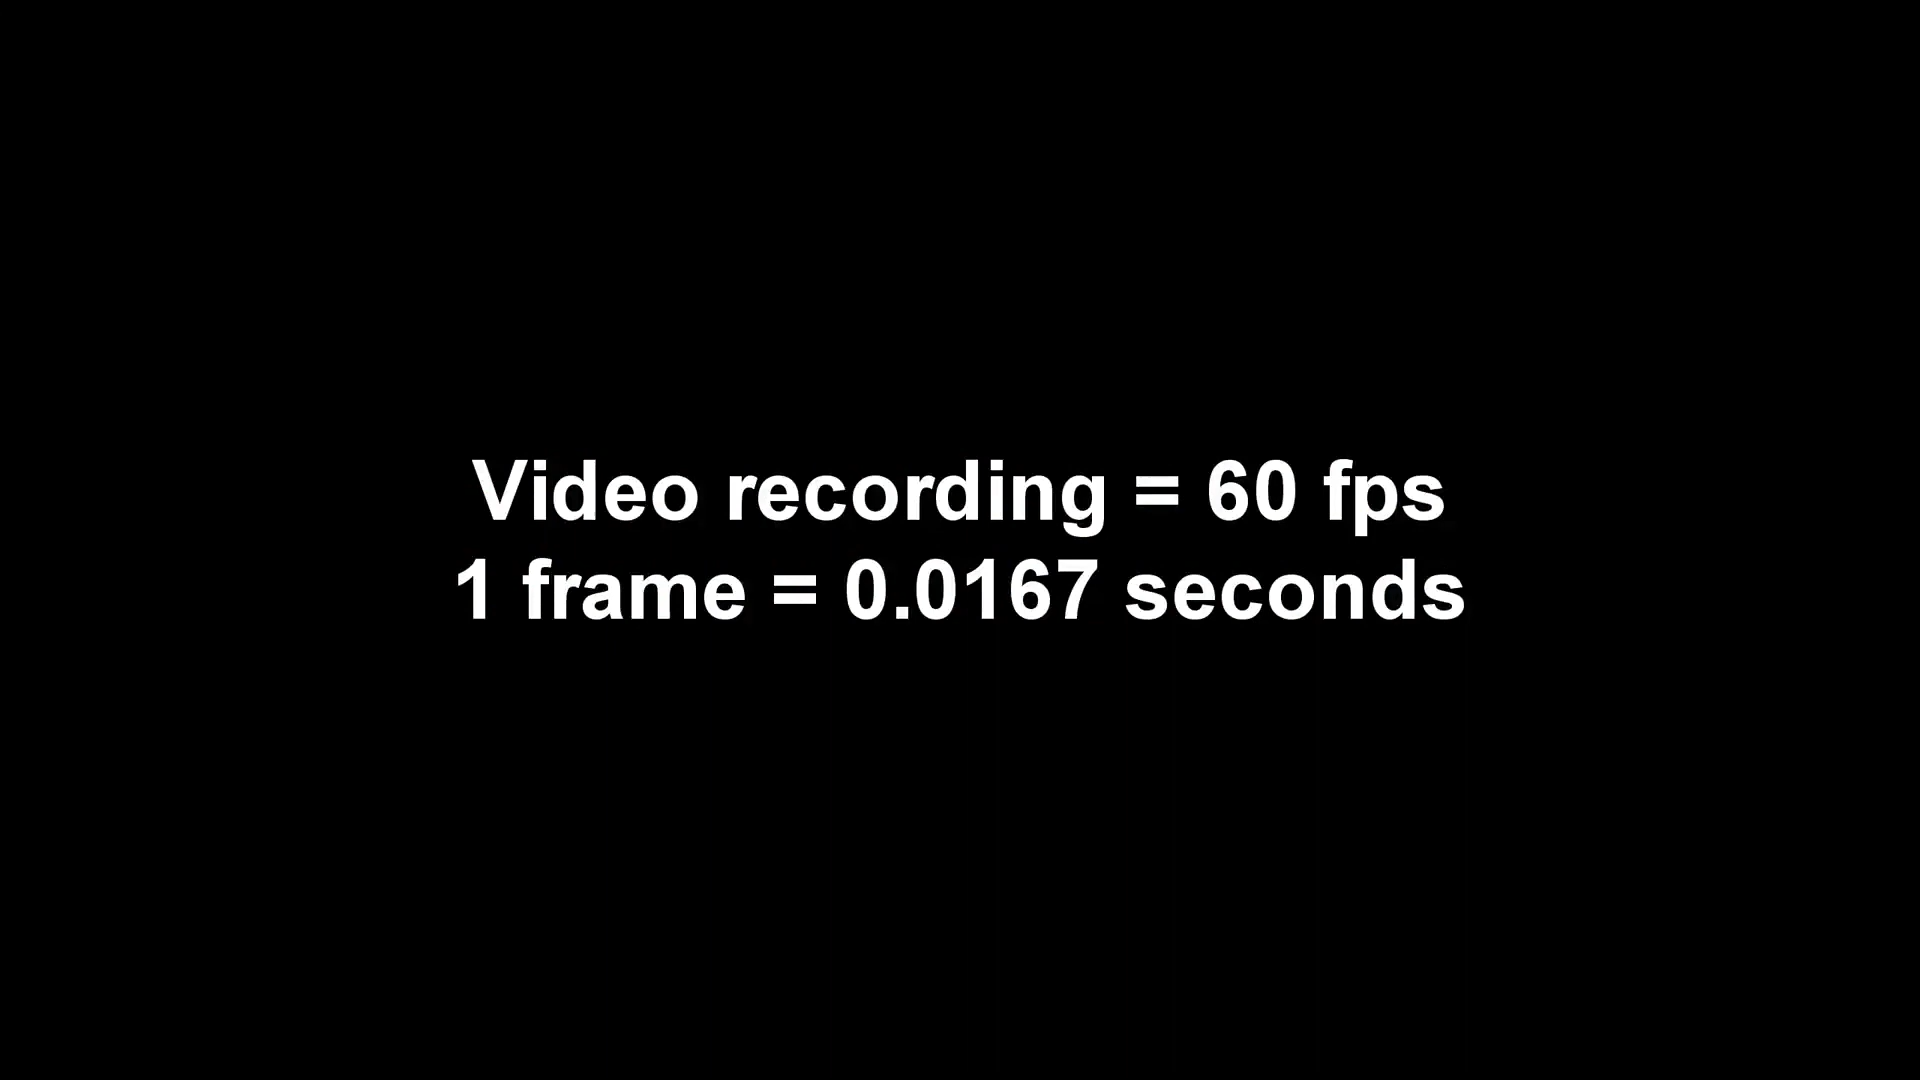 Video recording = 60 fps
1 frame = 0.0167 seconds